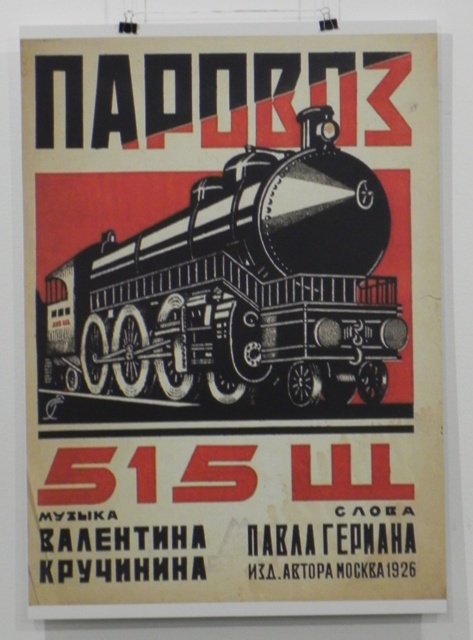 ПАРОВОЗ
515 Щ
МУЗЫКА
ВАЛЕНТИНА
КРУЧИНИНА
СЛОВА
ПАВЛА ГЕРМАНА
ИЗД. АВТОРА МОСКВА 1926